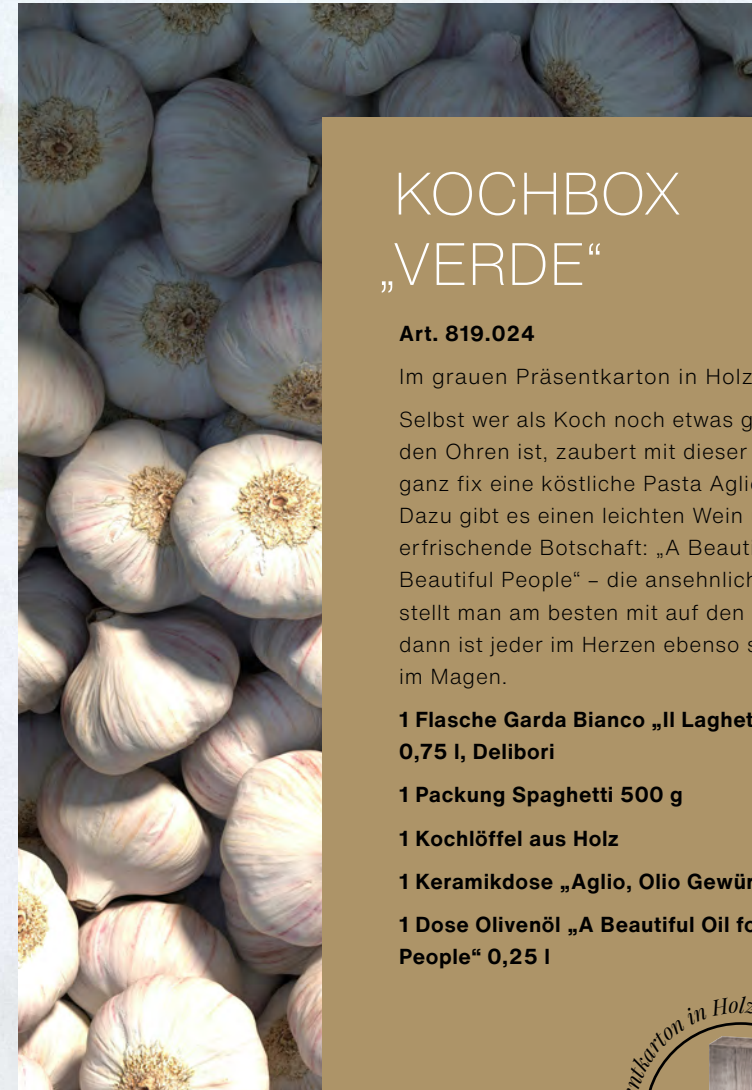 KOCHBOX
„VERDE“
Art. 819.024
Im grauen Präsentkarton in Holz
Selbst wer als Koch noch etwas g
den Ohren ist, zaubert mit dieser
ganz fix eine köstliche Pasta Aglio
Dazu gibt es einen leichten Wein
erfrischende Botschaft: „A Beauti
Beautiful People“ – die ansehnlich
stellt man am besten mit auf den
dann ist jeder im Herzen ebenso s
im Magen.
1 Flasche Garda Bianco „Il Laghet
0,75 l, Delibori
1 Packung Spaghetti 500 g
1 Kochlöffel aus Holz
1 Keramikdose „Aglio, Olio Gewür
1 Dose Olivenöl „A Beautiful Oil fo
People“ 0,25 l
entkarton in Holz